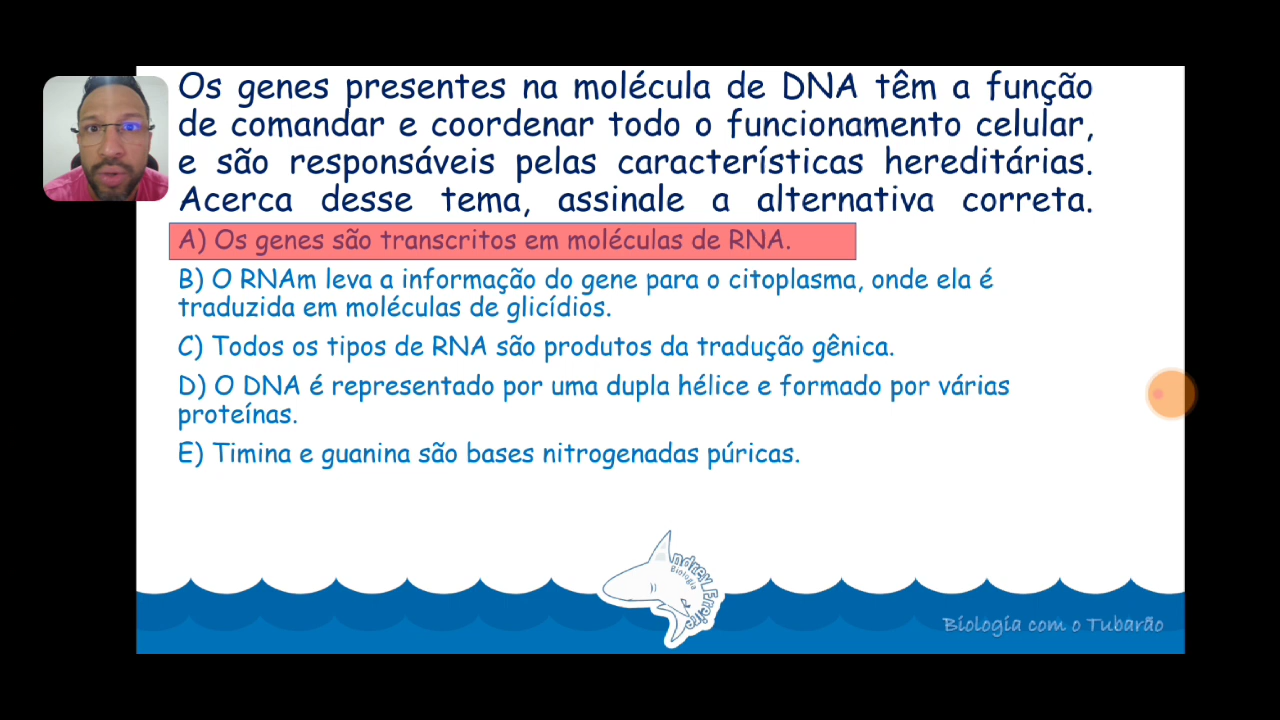 Os genes presentes na molécula de DNA têm a função
de comandar e coordenar todo o funcionamento celular,
e são responsáveis pelas características hereditárias.
Acerca desse tema, assinale a alternativa correta.
A) Os genes são transcritos em moléculas de RNA.
B) O RNAm leva a informação do gene para o citoplasma, onde ela é
traduzida em moléculas de glicídios.
C) Todos os tipos de RNA são produtos da tradução gênica.
D) O DNA é representado por uma dupla hélice e formado por várias
proteínas.
E) Timina e guanina são bases nitrogenadas púricas.
Biologia
Biologia com o Tubarão